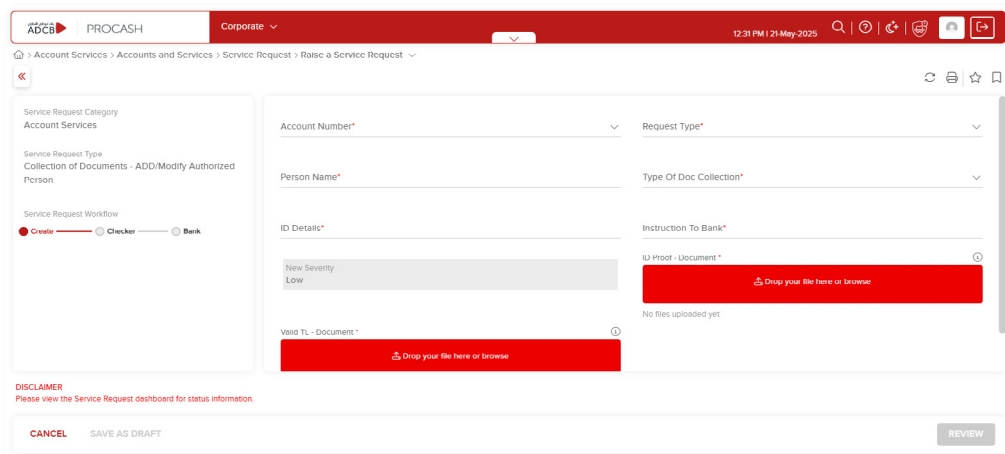 بنك أبوظبي التجاري
ADCB
PROCASH
Corporate
12:31 PM | 21-May-2025
> Account Services > Accounts and Services > Service Request > Raise a Service Request
Service Request Category
Account Services
Service Request Type
Collection of Documents - ADD/Modify Authorized
Person
Service Request Workflow
Create
Checker
Bank
Account Number*
Request Type*
Person Name*
Type Of Doc Collection*
ID Details*
Instruction To Bank*
New Severity
Low
ID Proof - Document *
Drop your file here or browse
No files uploaded yet
Valid TL - Document *
Drop your file here or browse
DISCLAIMER
Please view the Service Request dashboard for status information.
CANCEL
SAVE AS DRAFT
REVIEW